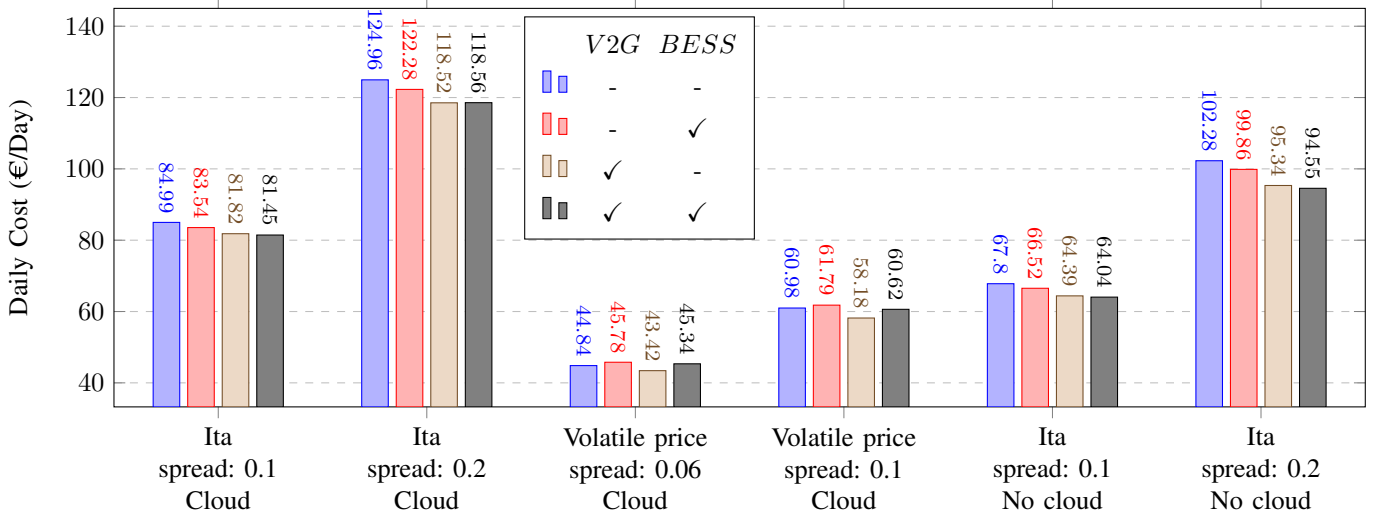 Daily Cost (€/Day)
140
120
100
80
60
40
84.99
83.54
81.82
81.45
124.96
122.28
118.52
118.56
44.84
45.78
43.42
45.34
60.98
61.79
58.18
60.62
67.8
66.52
64.39
64.04
102.28
99.86
95.34
94.55
V2G BESS
- -
- ✓
✓ -
✓ ✓
Ita
spread: 0.1
Cloud
Ita
spread: 0.2
Cloud
Volatile price
spread: 0.06
Cloud
Volatile price
spread: 0.1
Cloud
Ita
spread: 0.1
No cloud
Ita
spread: 0.2
No cloud